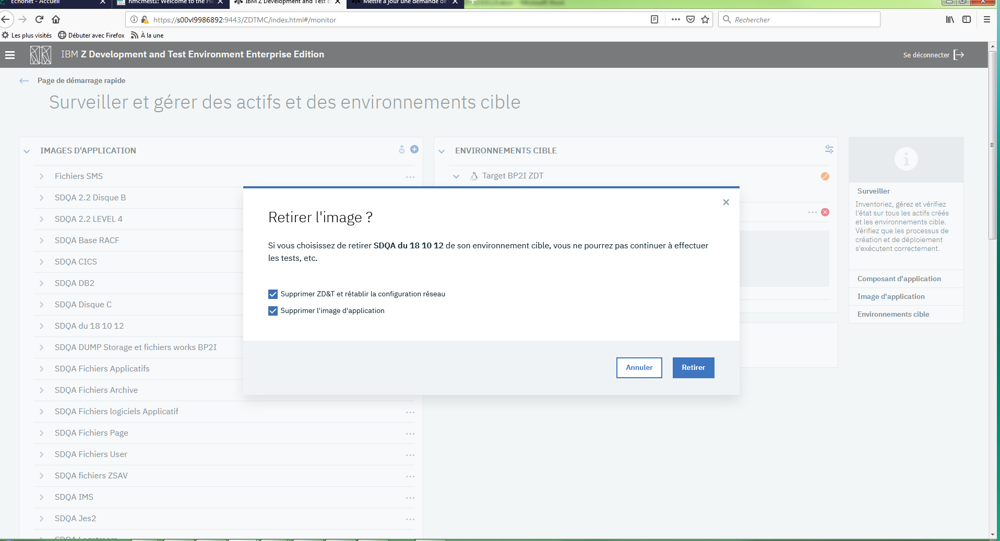 Echonet - Accueil
hmcmest1: Welcome to the Ha
IBM Z Development and Test E
Mettre à jour une demande de
Microsoft Word
https://s00vl9986892:9443/ZDTMC/index.html#/monitor
Rechercher
Les plus visités
Débuter avec Firefox
À la une
IBM Z Development and Test Environment Enterprise Edition
Se déconnecter
Page de démarrage rapide
Surveiller et gérer des actifs et des environnements cible
IMAGES D'APPLICATION
Fichiers SMS
SDQA 2.2 Disque B
SDQA 2.2 LEVEL 4
SDQA Base RACF
SDQA CICS
SDQA DB2
SDQA Disque C
SDQA du 18 10 12
SDQA DUMP Storage et fichiers works BP2I
SDQA Fichiers Applicatifs
SDQA Fichiers Archive
SDQA Fichiers logiciels Applicatif
SDQA Fichiers Page
SDQA Fichiers User
SDQA fichiers ZSAV
SDQA IMS
SDQA Jes2
SDQA Logstream
ENVIRONNEMENTS CIBLE
Target BP2I ZDT
Retirer l'image ?
Si vous choisissez de retirer SDQA du 18 10 12 de son environnement cible, vous ne pourrez pas continuer à effectuer
les tests, etc.
Supprimer ZD&T et rétablir la configuration réseau
Supprimer l'image d'application
Annuler
Retirer
Surveiller
Inventoriez, gérez et vérifiez
l'état sur tous les actifs créés
et les environnements cible.
Vérifiez que les processus de
création et de déploiement
s'exécutent correctement.
Composant d'application
Image d'application
Environnements cible